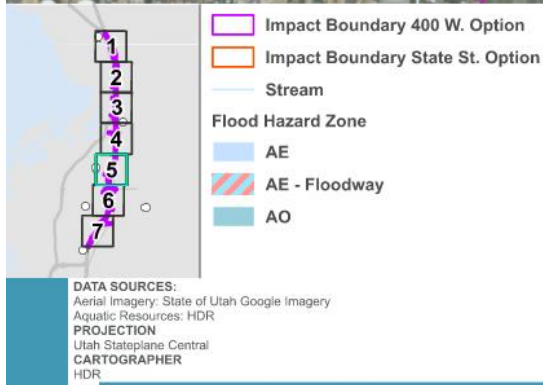 1
2
3
4
5
6
7
Impact Boundary 400 W. Option
Impact Boundary State St. Option
Stream
Flood Hazard Zone
AE
AE - Floodway
AO
DATA SOURCES:
Aerial Imagery: State of Utah Google Imagery
Aquatic Resources: HDR
PROJECTION
Utah Stateplane Central
CARTOGRAPHER
HDR